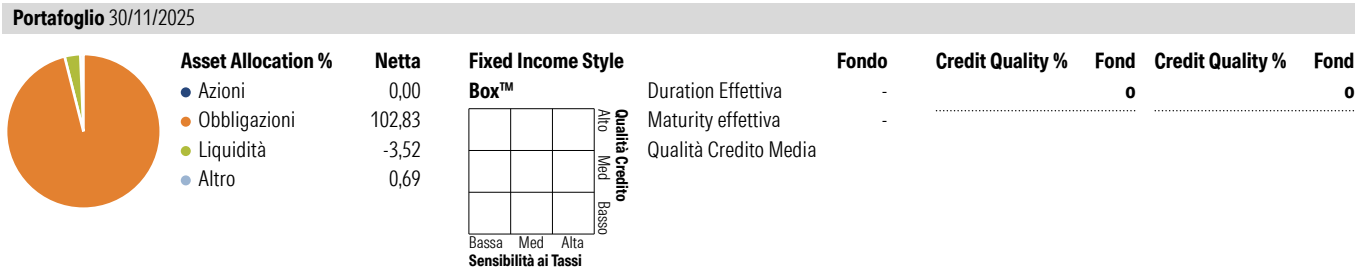 Portafoglio 30/11/2025
Asset Allocation % Netta
Azioni 0,00
Obbligazioni 102,83
Liquidità -3,52
Altro 0,69
Fixed Income Style
Box™
Alto Med Basso
Qualità Credito
Bassa Med Alta
Sensibilità ai Tassi
Fondo
Duration Effettiva -
Maturity effettiva -
Qualità Credito Media
Credit Quality % Fond
o
Credit Quality % Fond
o